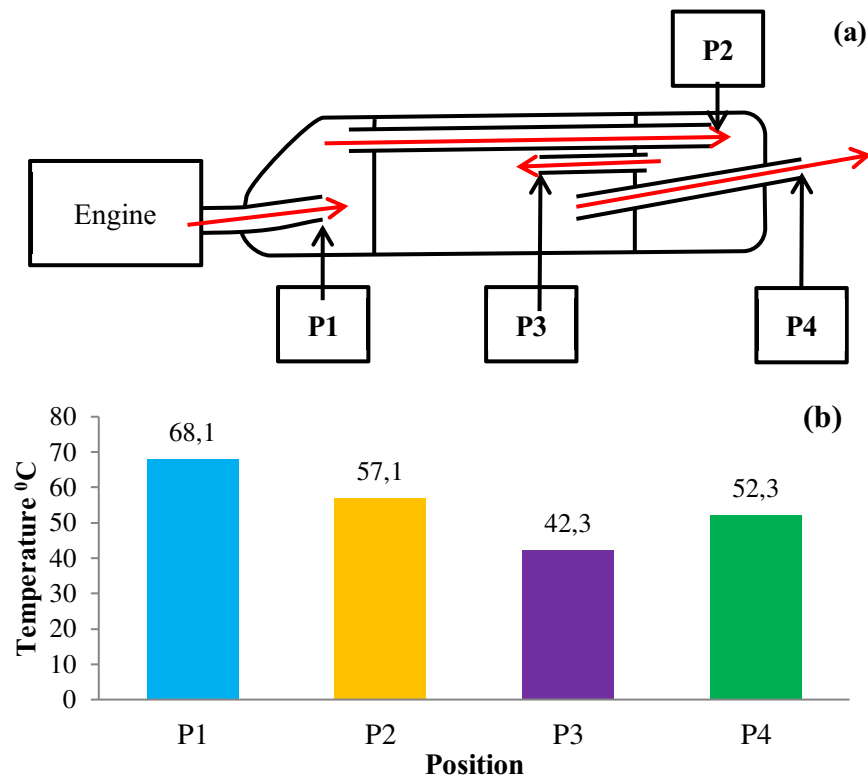 (a)
P2
Engine
P1
P3
P4
(b)
Temperature ⁰C
80
70
60
50
40
30
20
10
0
68,1
57,1
42,3
52,3
P1 P2 P3 P4
Position